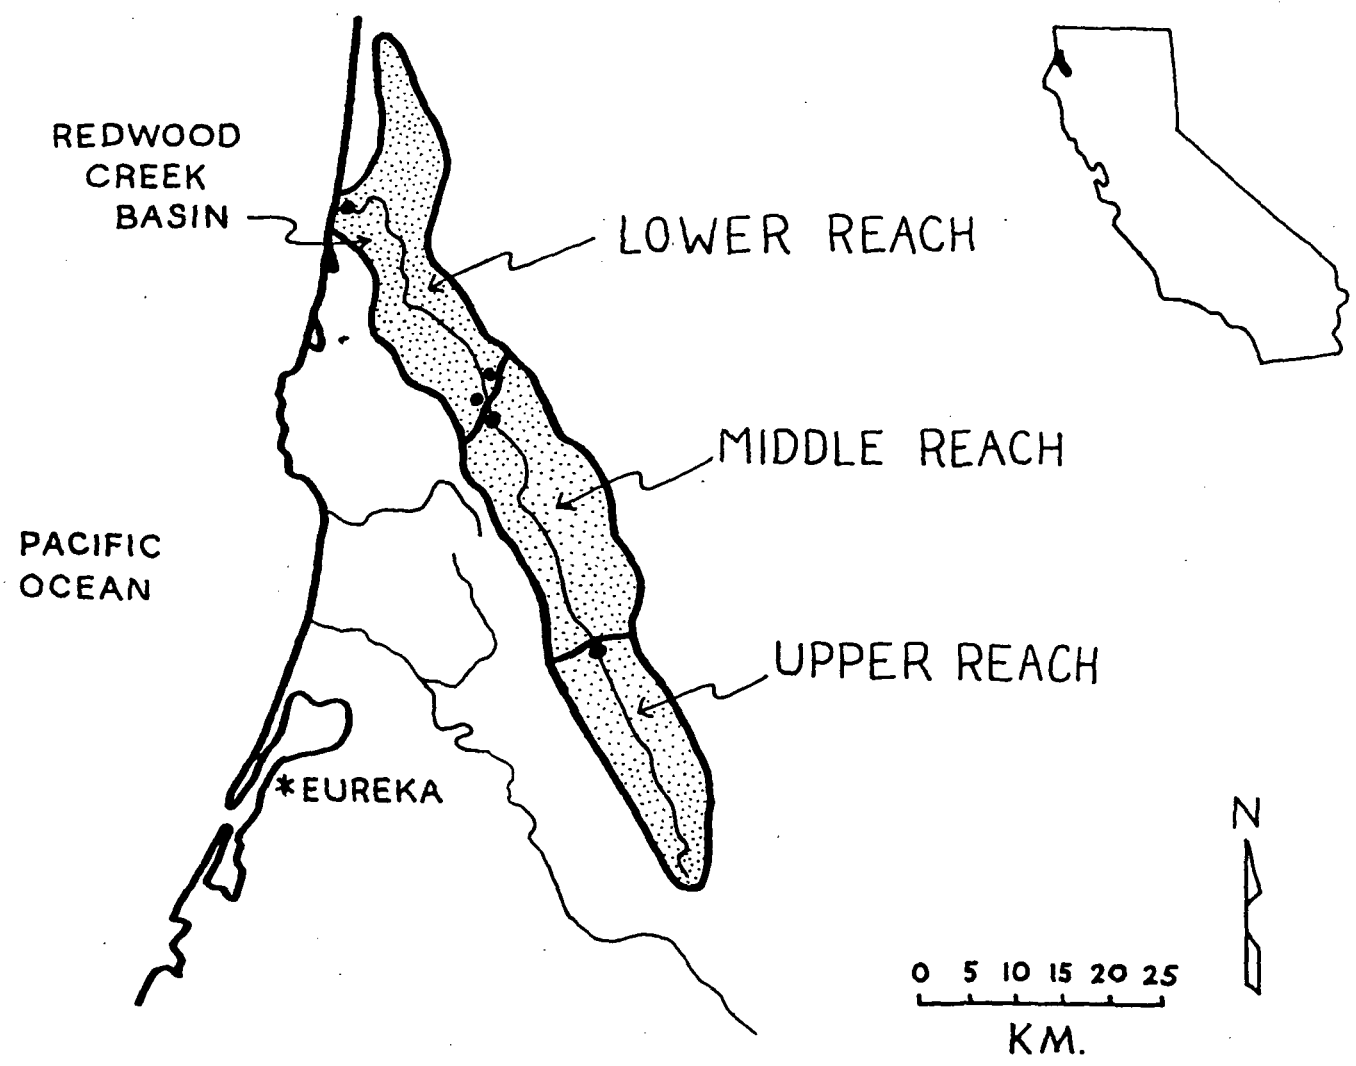 REDWOOD
CREEK
BASIN
LOWER REACH
MIDDLE REACH
PACIFIC
OCEAN
UPPER REACH
*EUREKA
N
0 5 10 15 20 25
KM.